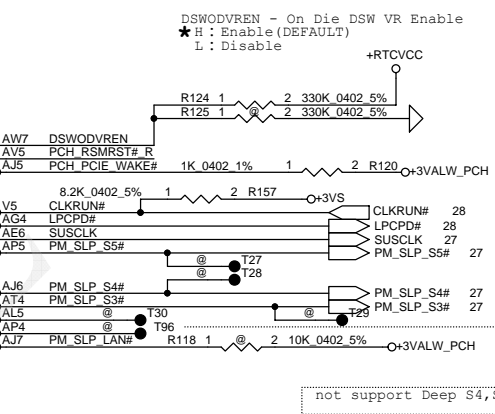 DSWODVREN - On Die DSW VR Enable
★ H : Enable(DEFAULT)
L : Disable
+RTCVCC
R124 1 2 330K_0402_5%
R125 1 @ 2 330K_0402_5%
AW7 DSWODVREN
AV5 PCH_RSMRST#_R
AJ5 PCH_PCIE_WAKE# 1K_0402_1% 1 2 R120 +3VALW_PCH
8.2K_0402_5% 1 2 R157 +3VS
V5 CLKRUN# CLKRUN# 28
AG4 LPCPD# LPCPD# 28
AE6 SUSCLK SUSCLK 27
AP5 PM_SLP_S5# PM_SLP_S5# 27
@ T27
@ T28
AJ6 PM_SLP_S4# PM_SLP_S4# 27
AT4 PM_SLP_S3# PM_SLP_S3# 27
AL5 @ T30 @ T29
AP4 @ T96
AJ7 PM_SLP_LAN# R118 1 @ 2 10K_0402_5% +3VALW_PCH
not support Deep S4,S